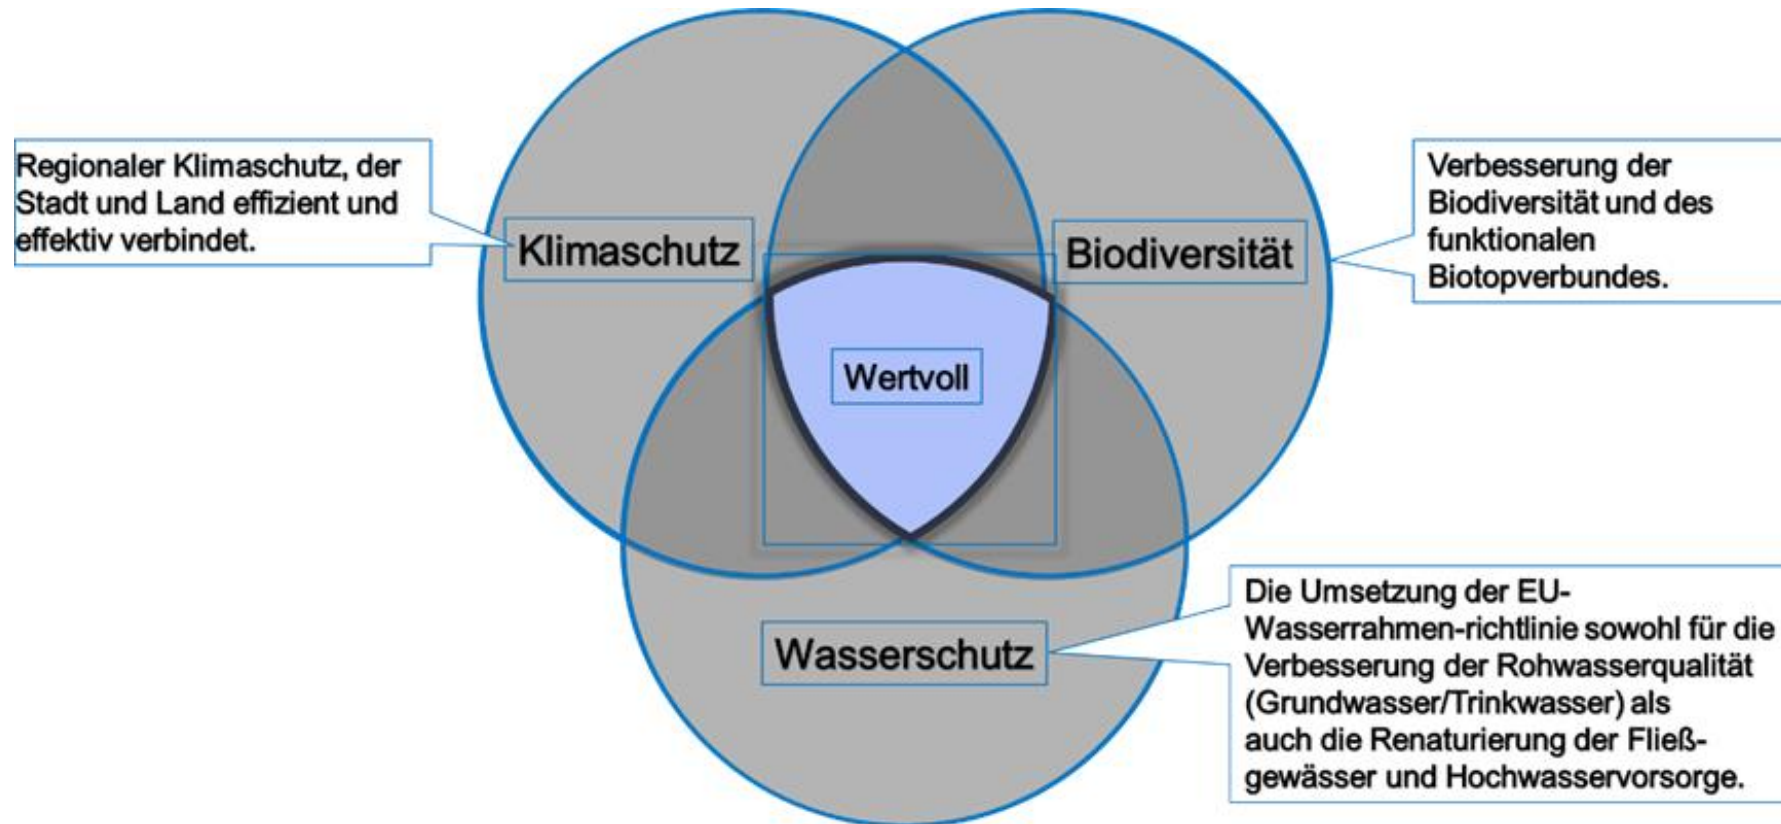 Regionaler Klimaschutz, der
Stadt und Land effizient und
effektiv verbindet.
Klimaschutz
Biodiversität
Verbesserung der
Biodiversität und des
funktionalen
Biotopverbundes.
Wertvoll
Wasserschutz
Die Umsetzung der EU-
Wasserrahmen-richtlinie sowohl für die
Verbesserung der Rohwasserqualität
(Grundwasser/Trinkwasser) als
auch die Renaturierung der Fließ-
gewässer und Hochwasservorsorge.